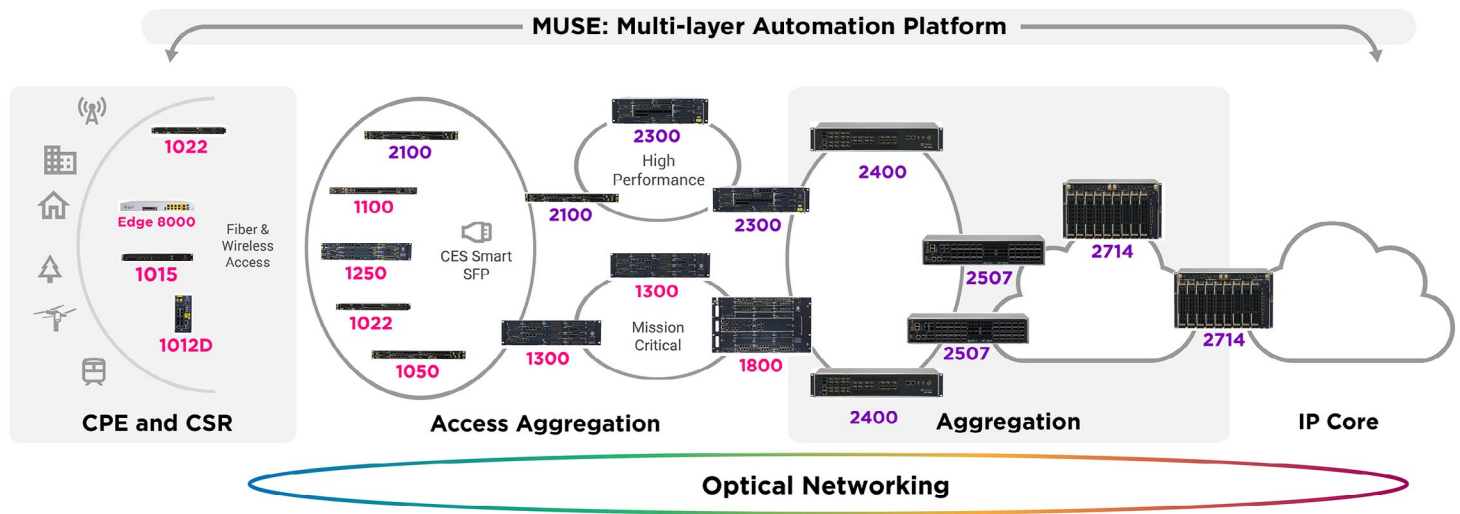 MUSE: Multi-layer Automation Platform
1022
Edge 8000
1015
1012D
Fiber &
Wireless
Access
CPE and CSR
2100
1100
1250
1022
1050
CES Smart
SFP
2100
1300
2300
High
Performance
2300
1300
Mission
Critical
1800
Access Aggregation
2400
2507
2507
2400
2714
2714
Aggregation
IP Core
Optical Networking